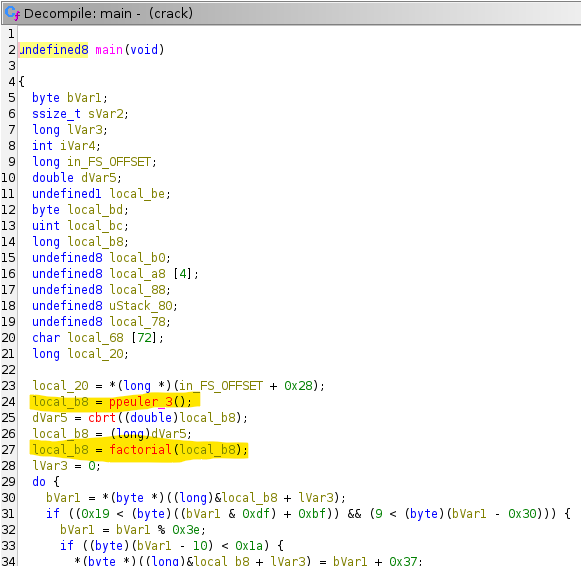 Decompile: main - (crack)
1
2 undefined8 main(void)
3
4 {
5 byte bVar1;
6 ssize_t sVar2;
7 long lVar3;
8 int iVar4;
9 long in_FS_OFFSET;
10 double dVar5;
11 undefined1 local_be;
12 byte local_bd;
13 uint local_bc;
14 long local_b8;
15 undefined8 local_b0;
16 undefined8 local_a8 [4];
17 undefined8 local_88;
18 undefined8 uStack_80;
19 undefined8 local_78;
20 char local_68 [72];
21 long local_20;
22
23 local_20 = *(long *)(in_FS_OFFSET + 0x28);
24 local_b8 = ppeuler_3();
25 dVar5 = cbrt((double)local_b8);
26 local_b8 = (long)dVar5;
27 local_b8 = factorial(local_b8);
28 lVar3 = 0;
29 do {
30 bVar1 = *(byte *)((long)&local_b8 + lVar3);
31 if ((0x19 < (byte)((bVar1 & 0xdf) + 0xbf)) && (9 < (byte)(bVar1 - 0x30))) {
32 bVar1 = bVar1 % 0x3e;
33 if ((byte)(bVar1 - 10) < 0x1a) {
34 *(byte *)((long)&local_b8 + lVar3) = bVar1 + 0x37;